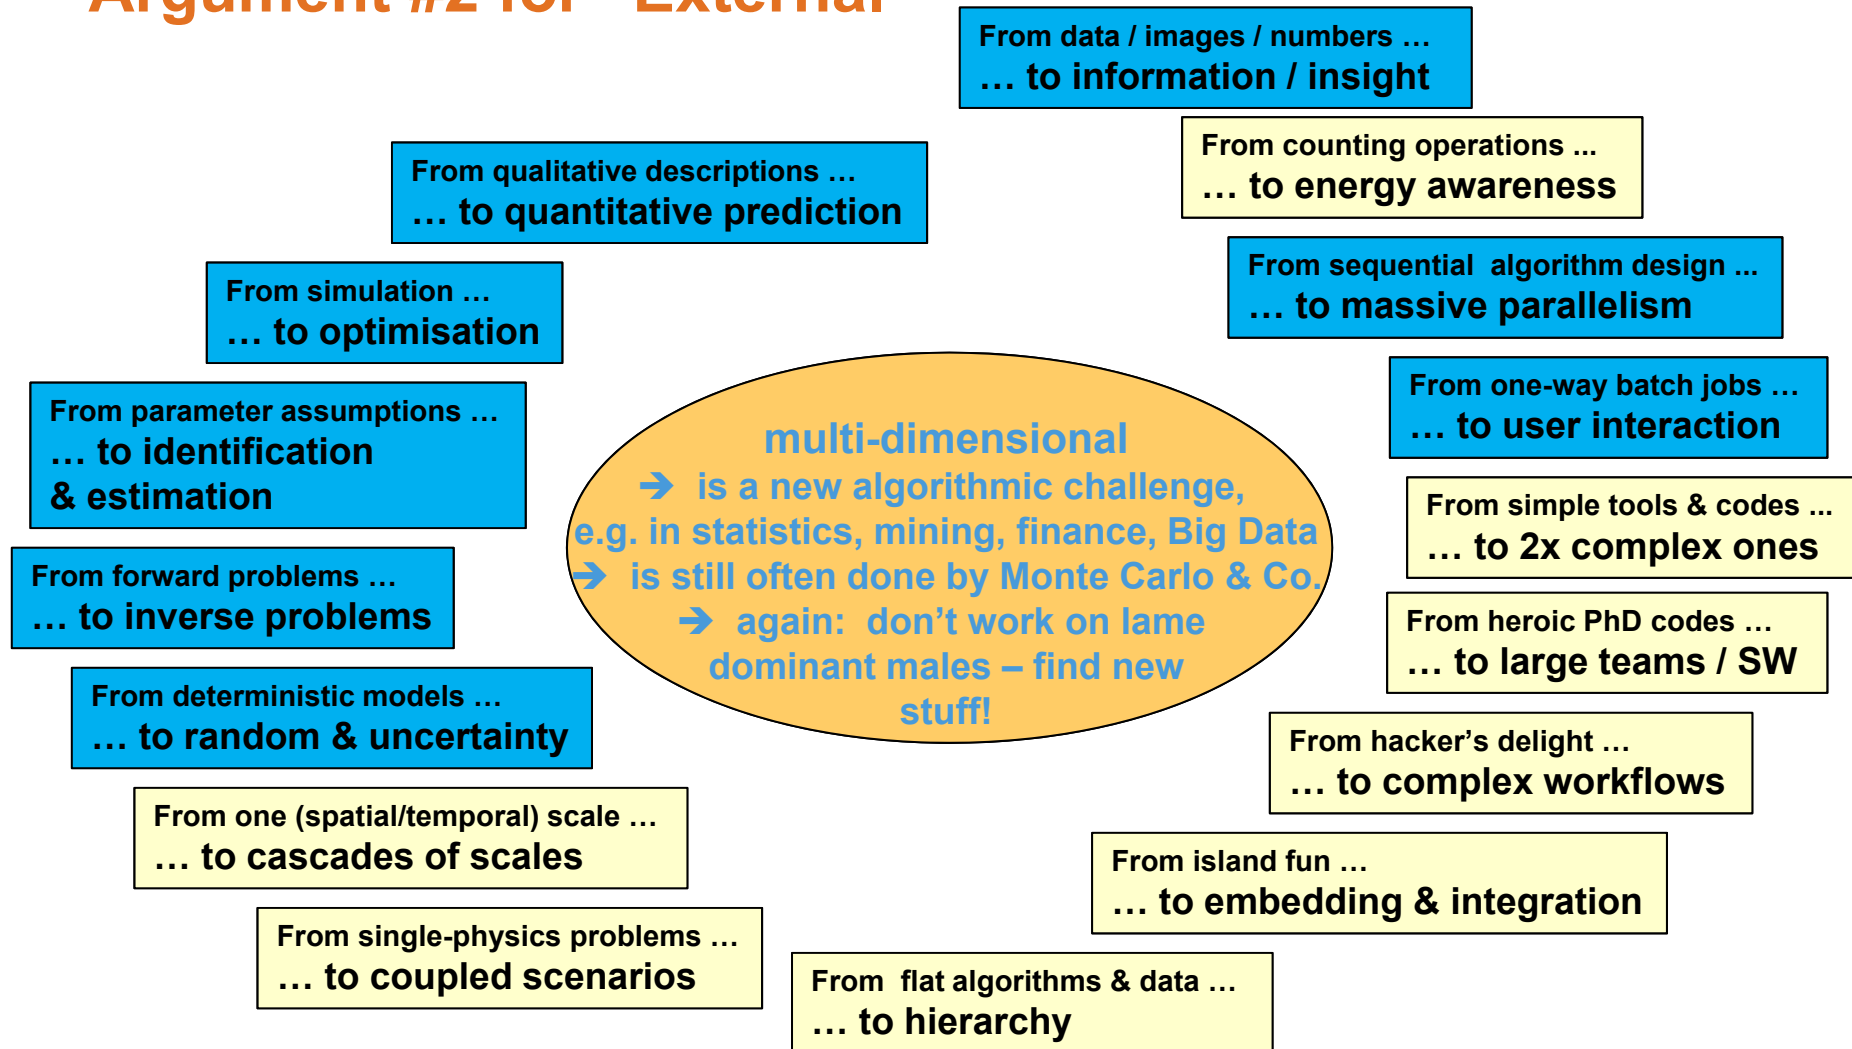 Argument #2 for "External"
From data / images / numbers …
… to information / insight
From counting operations ...
… to energy awareness
From qualitative descriptions …
… to quantitative prediction
From sequential  algorithm design ...
… to massive parallelism
From simulation …
… to optimisation
From one-way batch jobs …
… to user interaction
From parameter assumptions …
… to identification
& estimation
multi-dimensional
➔ is a new algorithmic challenge,
e.g. in statistics, mining, finance, Big Data
➔ is still often done by Monte Carlo & Co.
➔ again:  don’t work on lame
dominant males – find new
stuff!
From simple tools & codes ...
… to 2x complex ones
From forward problems …
… to inverse problems
From heroic PhD codes …
… to large teams / SW
From deterministic models …
… to random & uncertainty
From hacker’s delight …
… to complex workflows
From one (spatial/temporal) scale …
… to cascades of scales
From island fun …
… to embedding & integration
From single-physics problems …
… to coupled scenarios
From  flat algorithms & data …
… to hierarchy